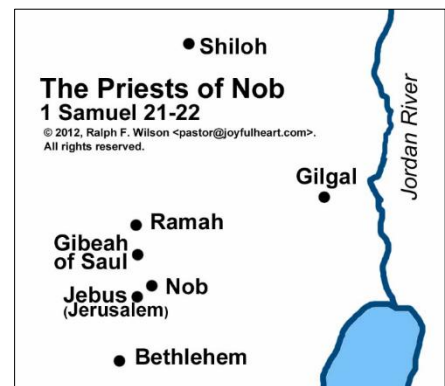 Shiloh
The Priests of Nob
1 Samuel 21-22
© 2012, Ralph F. Wilson <pastor@joyfulheart.com>.
All rights reserved.
Jordan River
Gilgal
Ramah
Gibeah
of Saul
Nob
Jebus
(Jerusalem)
Bethlehem